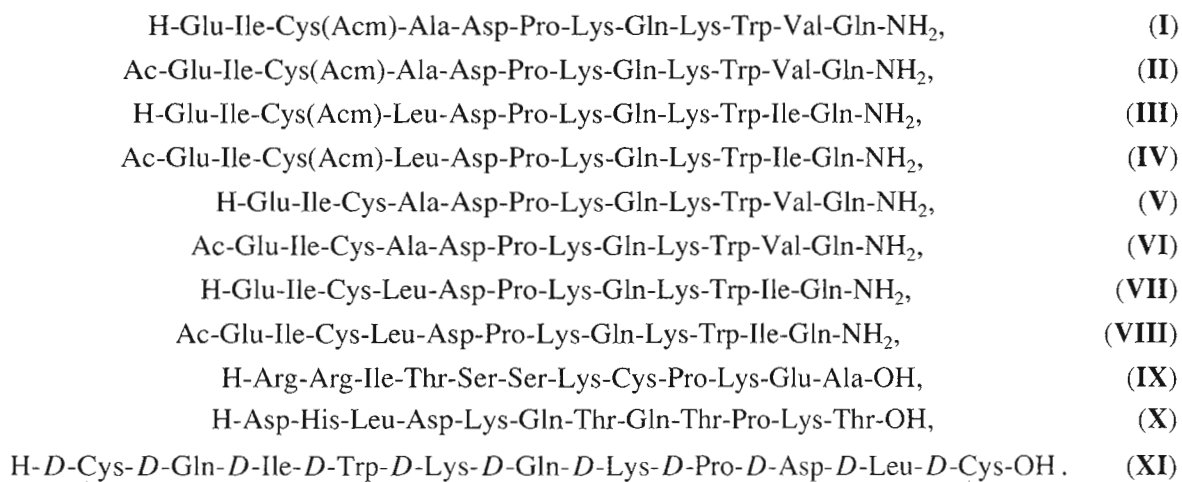 H-Glu-Ile-Cys(Acm)-Ala-Asp-Pro-Lys-Gln-Lys-Trp-Val-Gln-NH₂, (I)
Ac-Glu-Ile-Cys(Acm)-Ala-Asp-Pro-Lys-Gln-Lys-Trp-Val-Gln-NH₂, (II)
H-Glu-Ile-Cys(Acm)-Leu-Asp-Pro-Lys-Gln-Lys-Trp-Ile-Gln-NH₂, (III)
Ac-Glu-Ile-Cys(Acm)-Leu-Asp-Pro-Lys-Gln-Lys-Trp-Ile-Gln-NH₂, (IV)
H-Glu-Ile-Cys-Ala-Asp-Pro-Lys-Gln-Lys-Trp-Val-Gln-NH₂, (V)
Ac-Glu-Ile-Cys-Ala-Asp-Pro-Lys-Gln-Lys-Trp-Val-Gln-NH₂, (VI)
H-Glu-Ile-Cys-Leu-Asp-Pro-Lys-Gln-Lys-Trp-Ile-Gln-NH₂, (VII)
Ac-Glu-Ile-Cys-Leu-Asp-Pro-Lys-Gln-Lys-Trp-Ile-Gln-NH₂, (VIII)
H-Arg-Arg-Ile-Thr-Ser-Ser-Lys-Cys-Pro-Lys-Glu-Ala-OH, (IX)
H-Asp-His-Leu-Asp-Lys-Gln-Thr-Gln-Thr-Pro-Lys-Thr-OH, (X)
H-D-Cys-D-Gln-D-Ile-D-Trp-D-Lys-D-Gln-D-Lys-D-Pro-D-Asp-D-Leu-D-Cys-OH. (XI)